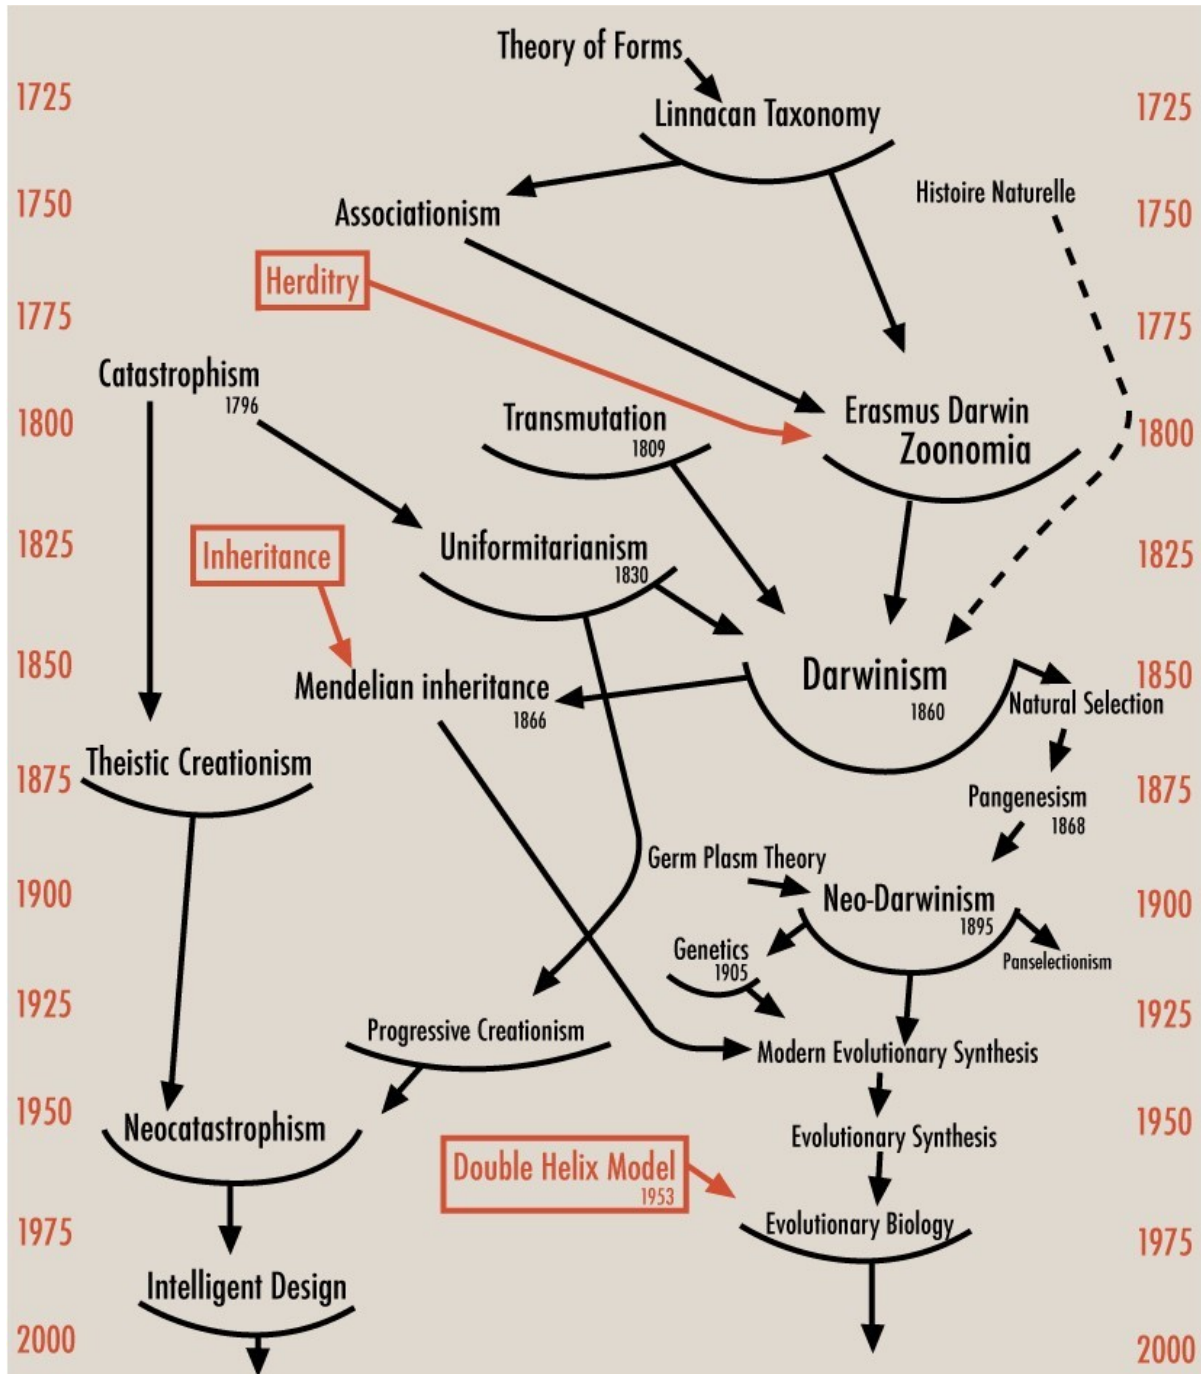 Theory of Forms
1725
1725
Linnacan Taxonomy
Histoire Naturelle
1750
1750
Associationism
Herditry
1775
1775
Catastrophism
1796
Transmutation
1809
Erasmus Darwin
Zoonomia
1800
1800
Uniformitarianism
1830
1825
1825
Inheritance
1850
1850
Darwinism
1860
Mendelian inheritance
1866
Natural Selection
Theistic Creationism
1875
1875
Pangenesism
1868
Germ Plasm Theory
1900
1900
Neo-Darwinism
1895
Genetics
1905
Panselectionism
1925
1925
Progressive Creationism
Modern Evolutionary Synthesis
1950
1950
Neocatastrophism
Evolutionary Synthesis
Double Helix Model
1953
Evolutionary Biology
1975
1975
Intelligent Design
2000
2000